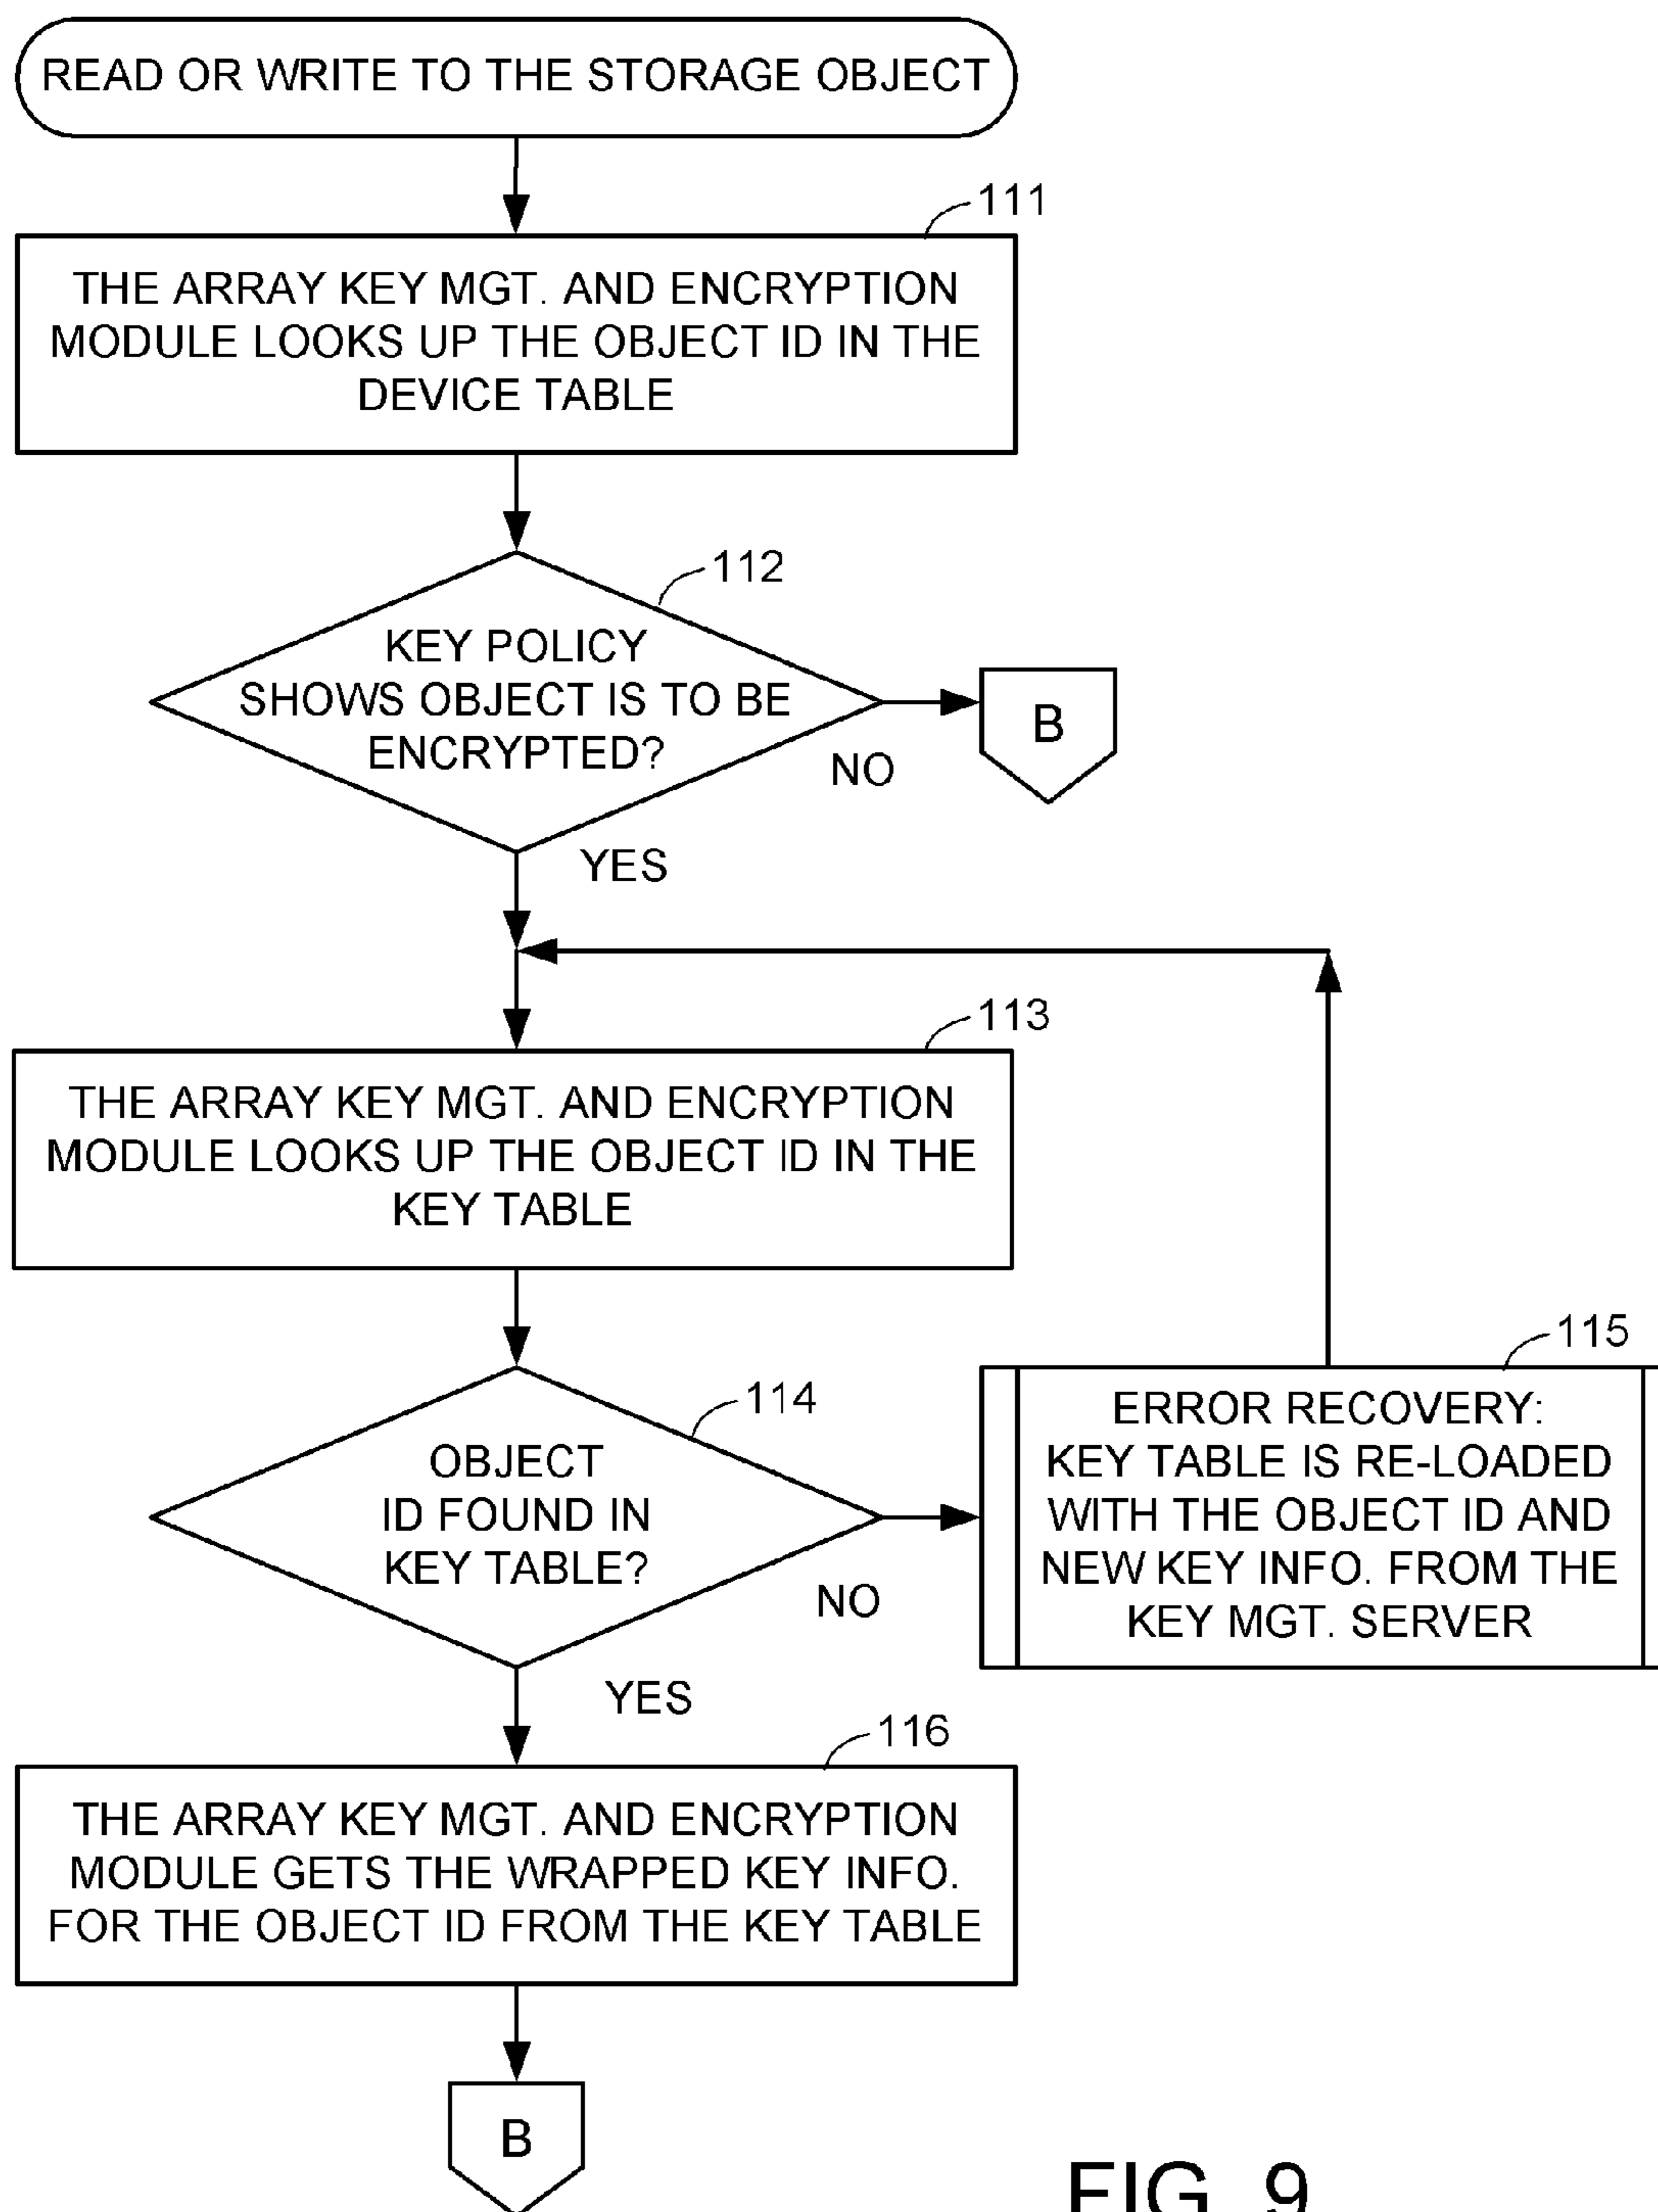 READ OR WRITE TO THE STORAGE OBJECT
111
THE ARRAY KEY MGT. AND ENCRYPTION
MODULE LOOKS UP THE OBJECT ID IN THE
DEVICE TABLE
112
KEY POLICY
SHOWS OBJECT IS TO BE
ENCRYPTED?
NO
B
YES
113
THE ARRAY KEY MGT. AND ENCRYPTION
MODULE LOOKS UP THE OBJECT ID IN THE
KEY TABLE
114
OBJECT
ID FOUND IN
KEY TABLE?
NO
115
ERROR RECOVERY:
KEY TABLE IS RE-LOADED
WITH THE OBJECT ID AND
NEW KEY INFO. FROM THE
KEY MGT. SERVER
YES
116
THE ARRAY KEY MGT. AND ENCRYPTION
MODULE GETS THE WRAPPED KEY INFO.
FOR THE OBJECT ID FROM THE KEY TABLE
B
FIG. 9